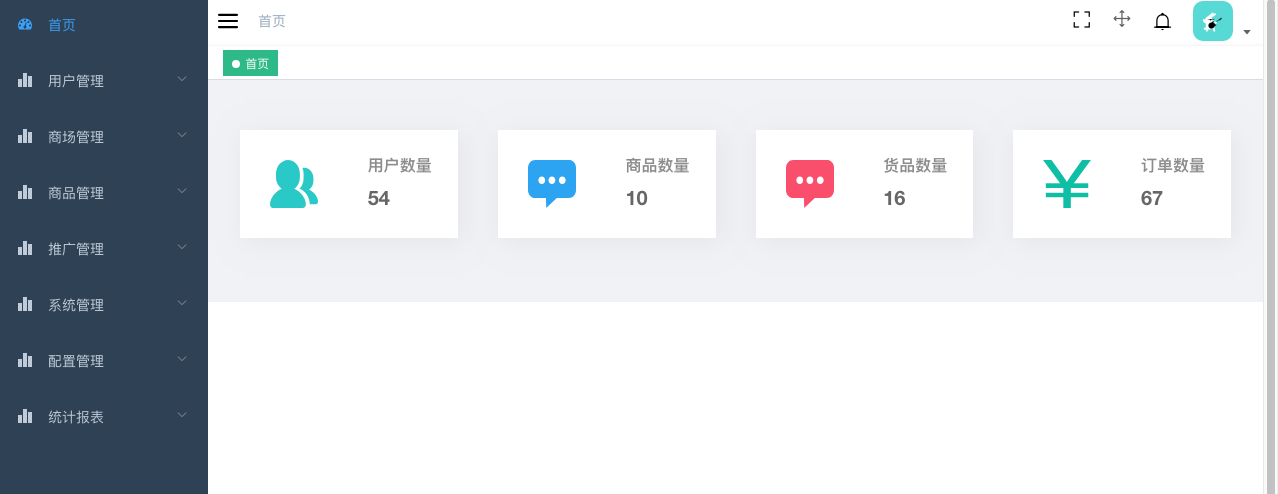 首页
用户管理
商场管理
商品管理
推广管理
系统管理
配置管理
统计报表
首页
首页
用户数量
54
商品数量
10
货品数量
16
订单数量
67